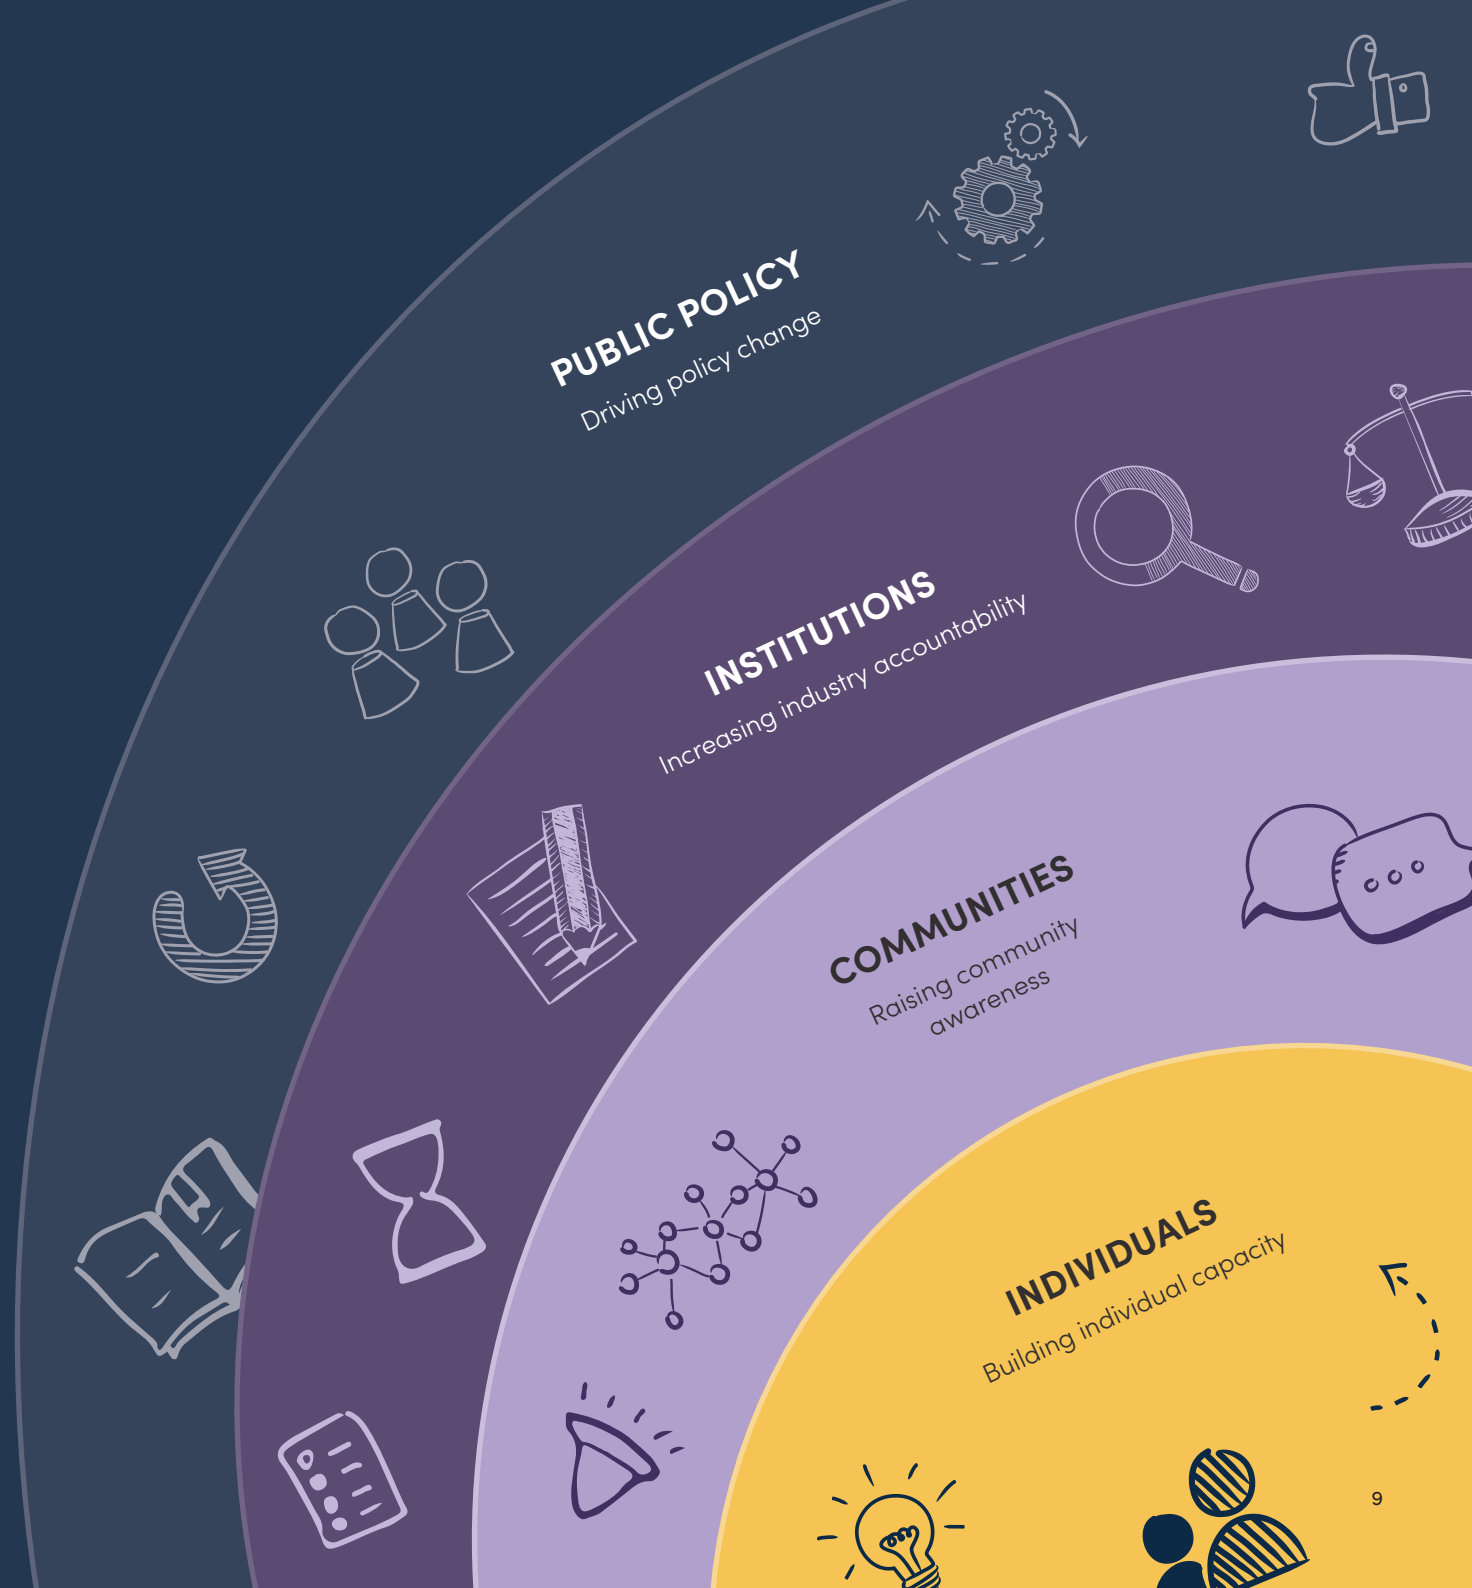 PUBLIC POLICY
Driving policy change
INSTITUTIONS
Increasing industry accountability
COMMUNITIES
Raising community
awareness
INDIVIDUALS
Building individual capacity
9